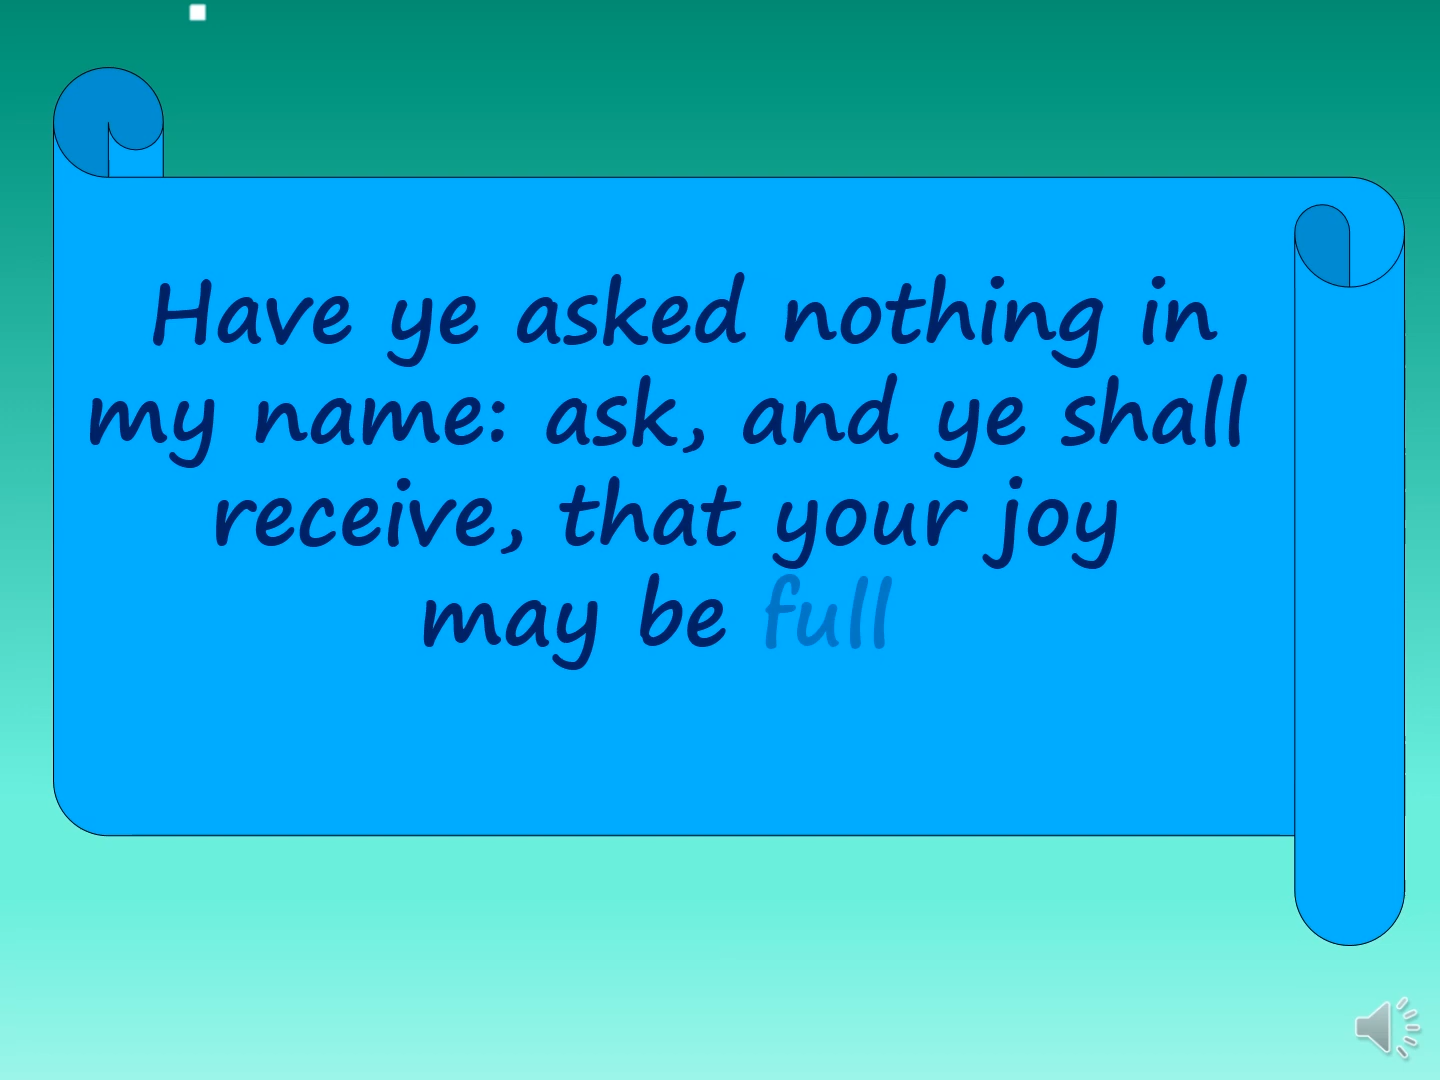 Have ye asked nothing in
my name: ask, and ye shall
receive, that your joy
may be full